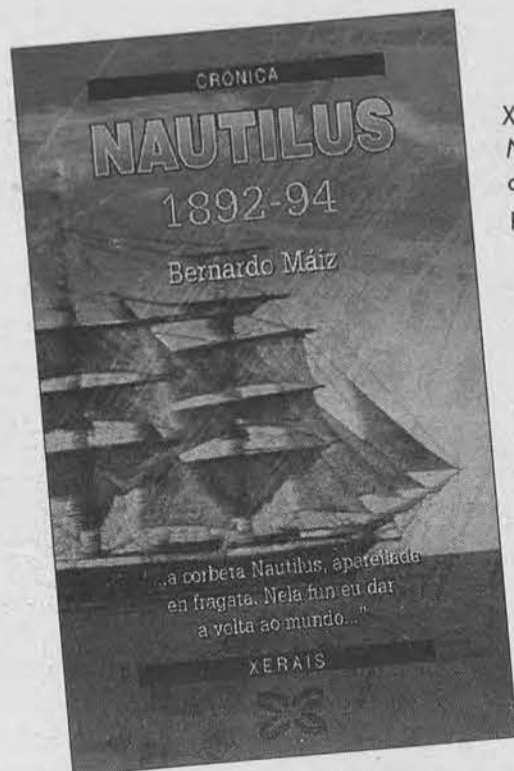 CRÓNICA
NAUTILUS
1892-94
Bernardo Máiz
"...a corbeta Nautilus, aparellada
en fragata. Nela fun eu dar
a volta ao mundo..."
XERAIS